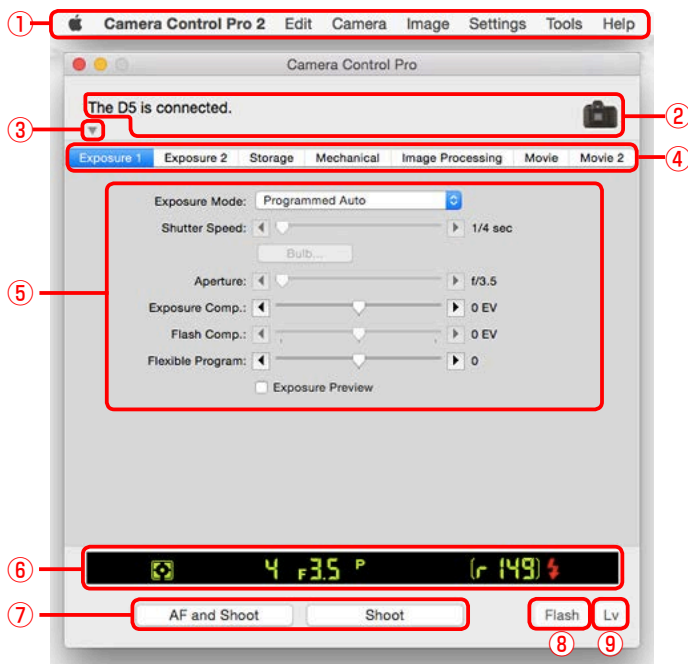 ① Camera Control Pro 2 Edit Camera Image Settings Tools Help
Camera Control Pro
The D5 is connected.
②
③
Exposure 1 Exposure 2 Storage Mechanical Image Processing Movie Movie 2
④
Exposure Mode: Programmed Auto
Shutter Speed: 1/4 sec
Bulb...
⑤
Aperture: f/3.5
Exposure Comp.: 0 EV
Flash Comp.: 0 EV
Flexible Program: 0
Exposure Preview
⑥ 4 F3.5 P (r 149)
⑦ AF and Shoot Shoot Flash Lv
⑧ ⑨